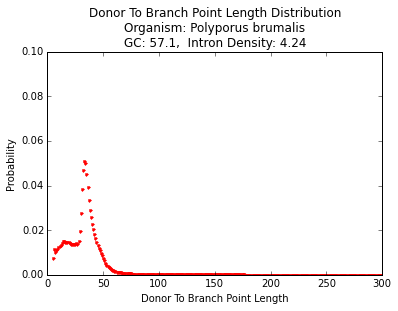 Donor To Branch Point Length Distribution
Organism: Polyporus brumalis
GC: 57.1,  Intron Density: 4.24
0.10
0.08
0.06
0.04
0.02
0.00
Probability
0 50 100 150 200 250 300
Donor To Branch Point Length